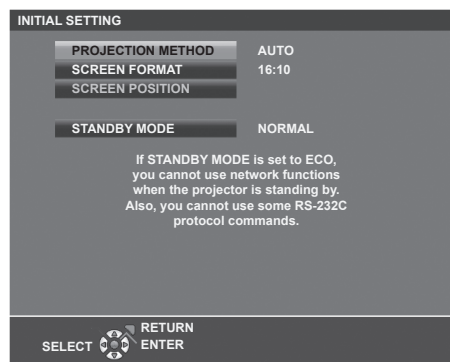 INITIAL SETTING
PROJECTION METHOD AUTO
SCREEN FORMAT 16:10
SCREEN POSITION
STANDBY MODE NORMAL
If STANDBY MODE is set to ECO,
you cannot use network functions
when the projector is standing by.
Also, you cannot use some RS-232C
protocol commands.
RETURN
SELECT ENTER